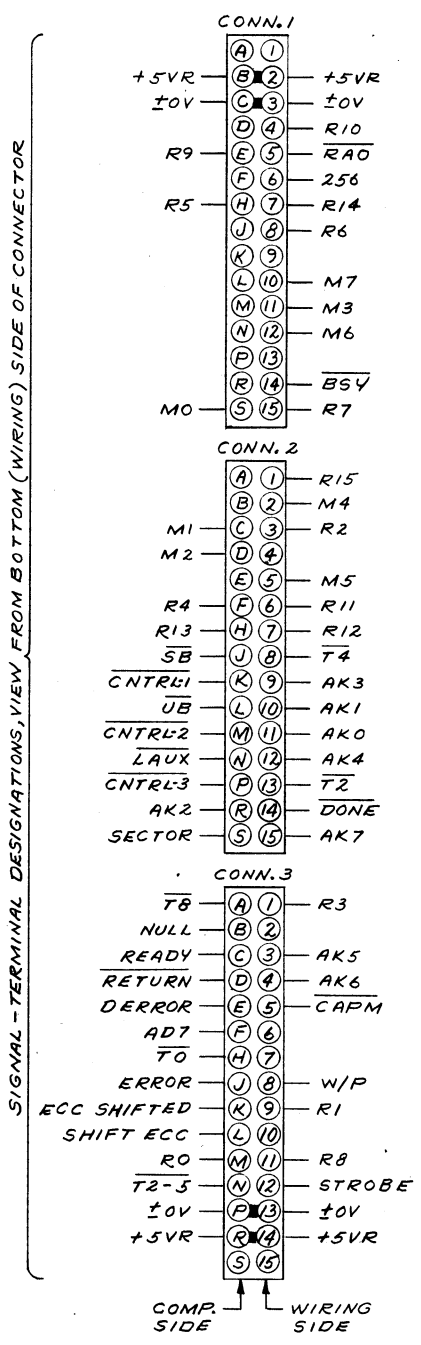 CONN. 1
A 1
+5VR B 2 +5VR
±0V C 3 ±0V
D 4 R10
R9 E 5 RAO
F 6 256
R5 H 7 R14
J 8 R6
K 9
L 10 M7
M 11 M3
N 12 M6
P 13
R 14 BSY
M0 S 15 R7
CONN. 2
A 1 R15
B 2 M4
M1 C 3 R2
M2 D 4
E 5 M5
R4 F 6 R11
R13 H 7 R12
SB J 8 T4
CNTRL-1 K 9 AK3
UB L 10 AK1
CNTRL-2 M 11 AK0
LAUX N 12 AK4
CNTRL-3 P 13 T2
AK2 R 14 DONE
SECTOR S 15 AK7
CONN. 3
T8 A 1 R3
NULL B 2
READY C 3 AK5
RETURN D 4 AK6
DERROR E 5 CAPM
AD7 F 6
T0 H 7
ERROR J 8 W/P
ECC SHIFTED K 9 R1
SHIFT ECC L 10
R0 M 11 R8
T2-5 N 12 STROBE
±0V P 13 ±0V
+5VR R 14 +5VR
S 15
COMP. SIDE
WIRING SIDE
SIGNAL-TERMINAL DESIGNATIONS, VIEW FROM BOTTOM (WIRING) SIDE OF CONNECTOR